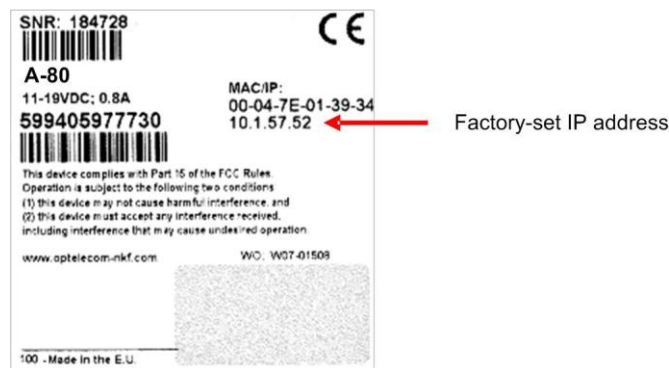 SNR: 184728
CE
A-80
11-19VDC; 0.8A
MAC/IP:
00-04-7E-01-39-34
599405977730
10.1.57.52
Factory-set IP address
This device complies with Part 15 of the FCC Rules.
Operation is subject to the following two conditions
(1) this device may not cause harmful interference, and
(2) this device must accept any interference received,
including interference that may cause undesired operation
www.optelecom-nkf.com
WO: W07-01508
100 - Made in the E.U.